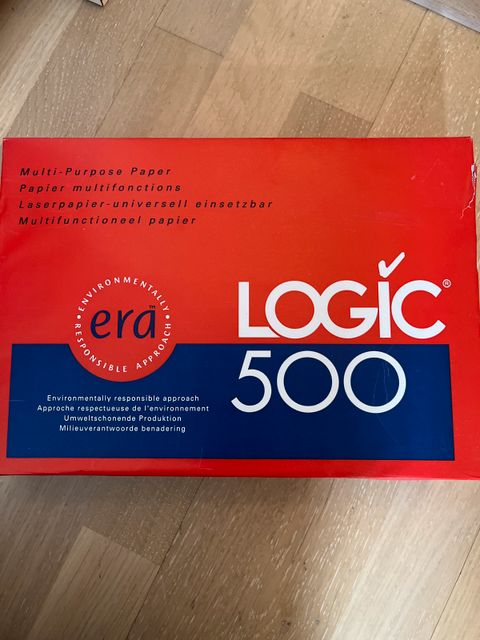 Multi-Purpose Paper
Papier multifonctions
Laserpapier-universell einsetzbar
Multifunctioneel papier
ENVIRONMENTALLY
era™
RESPONSIBLE APPROACH
LOGIC®
500
Environmentally responsible approach
Approche respectueuse de l'environnement
Umweltschonende Produktion
Milieuverantwoorde benadering